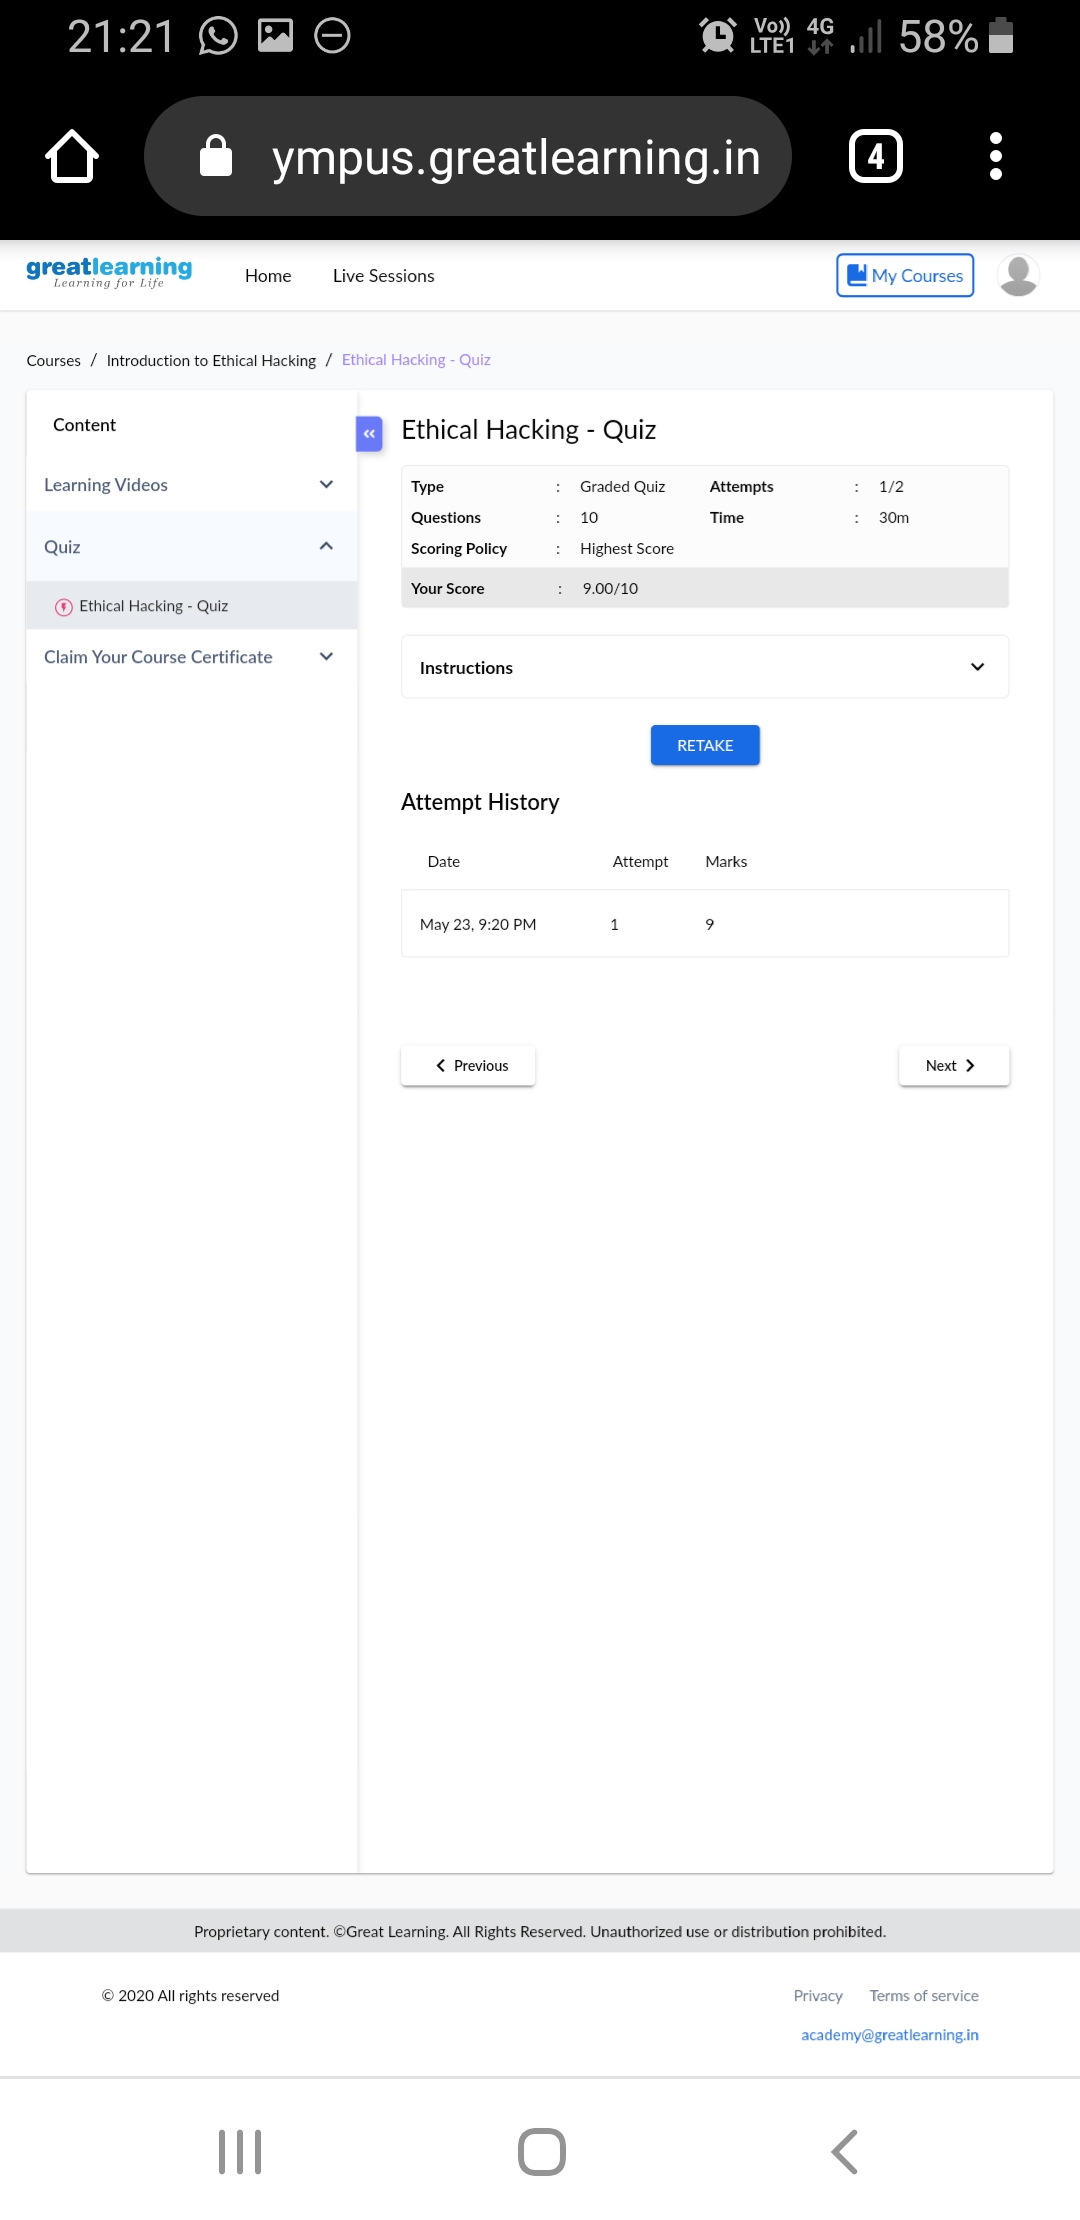 21:21
Vo)) LTE1 4G 58%
ympus.greatlearning.in
4
greatlearning
Learning for Life
Home
Live Sessions
My Courses
Courses / Introduction to Ethical Hacking / Ethical Hacking - Quiz
Content
Learning Videos
Quiz
Ethical Hacking - Quiz
Claim Your Course Certificate
Ethical Hacking - Quiz
Type : Graded Quiz Attempts : 1/2
Questions : 10 Time : 30m
Scoring Policy : Highest Score
Your Score : 9.00/10
Instructions
RETAKE
Attempt History
Date Attempt Marks
May 23, 9:20 PM 1 9
Previous
Next
Proprietary content. ©Great Learning. All Rights Reserved. Unauthorized use or distribution prohibited.
© 2020 All rights reserved
Privacy Terms of service
academy@greatlearning.in